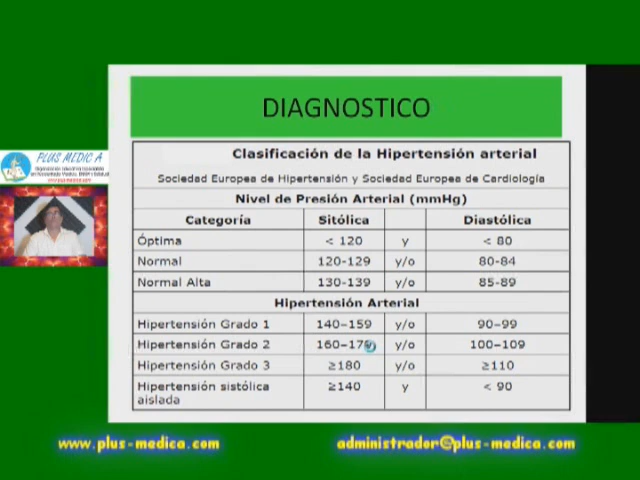 DIAGNOSTICO
Clasificación de la Hipertensión arterial
Sociedad Europea de Hipertensión y Sociedad Europea de Cardiología
Nivel de Presión Arterial (mmHg)
Categoría Sitólica Diastólica
Óptima < 120 y < 80
Normal 120-129 y/o 80-84
Normal Alta 130-139 y/o 85-89
Hipertensión Arterial
Hipertensión Grado 1 140–159 y/o 90–99
Hipertensión Grado 2 160–179 y/o 100–109
Hipertensión Grado 3 ≥180 y/o ≥110
Hipertensión sistólica ≥140 y < 90
aislada
PLUS MEDIC A
www.plus-medica.com administrador@plus-medica.com